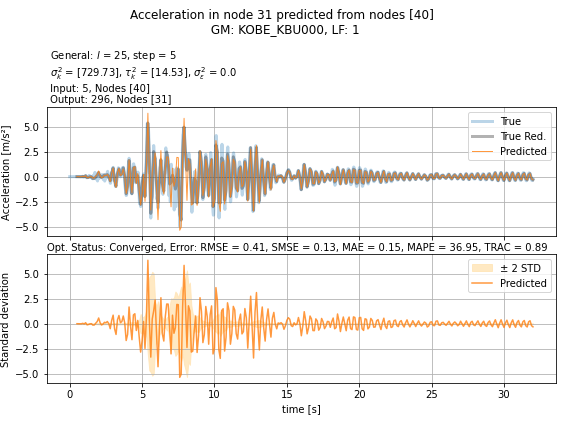 Acceleration in node 31 predicted from nodes [40]
GM: KOBE_KBU000, LF: 1
General: l = 25, step = 5
σ²ₖ = [729.73], τ²ₖ = [14.53], σ²_ε = 0.0
Input: 5, Nodes [40]
Output: 296, Nodes [31]
Acceleration [m/s²]
5.0
2.5
0.0
−2.5
−5.0
True
True Red.
Predicted
Opt. Status: Converged, Error: RMSE = 0.41, SMSE = 0.13, MAE = 0.15, MAPE = 36.95, TRAC = 0.89
Standard deviation
5.0
2.5
0.0
−2.5
−5.0
± 2 STD
Predicted
0 5 10 15 20 25 30
time [s]